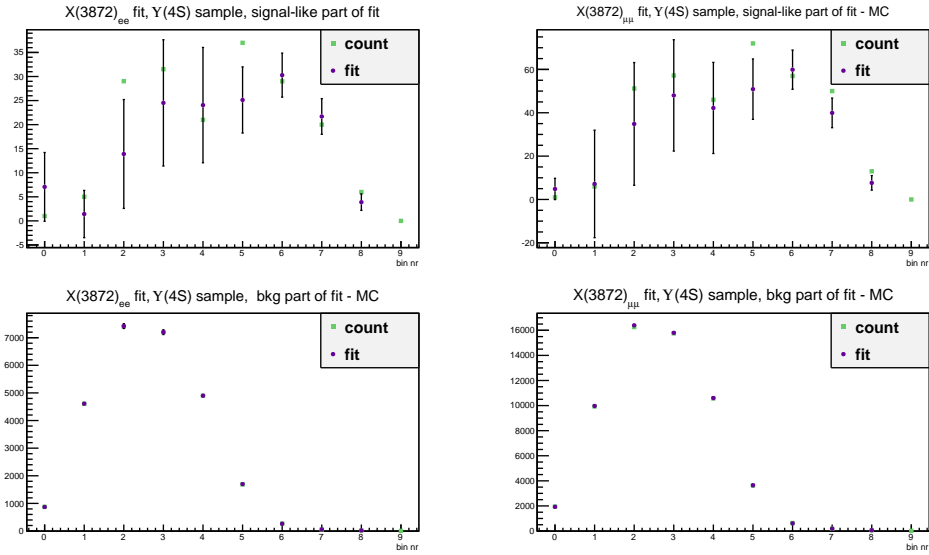 X(3872)ee fit, Υ(4S) sample, signal-like part of fit
count
fit
35
30
25
20
15
10
5
0
-5
0 1 2 3 4 5 6 7 8 9
bin nr
X(3872)μμ fit, Υ(4S) sample, signal-like part of fit - MC
count
fit
60
40
20
0
-20
0 1 2 3 4 5 6 7 8 9
bin nr
X(3872)ee fit, Υ(4S) sample, bkg part of fit - MC
count
fit
7000
6000
5000
4000
3000
2000
1000
0
0 1 2 3 4 5 6 7 8 9
bin nr
X(3872)μμ fit, Υ(4S) sample, bkg part of fit - MC
count
fit
16000
14000
12000
10000
8000
6000
4000
2000
0
0 1 2 3 4 5 6 7 8 9
bin nr